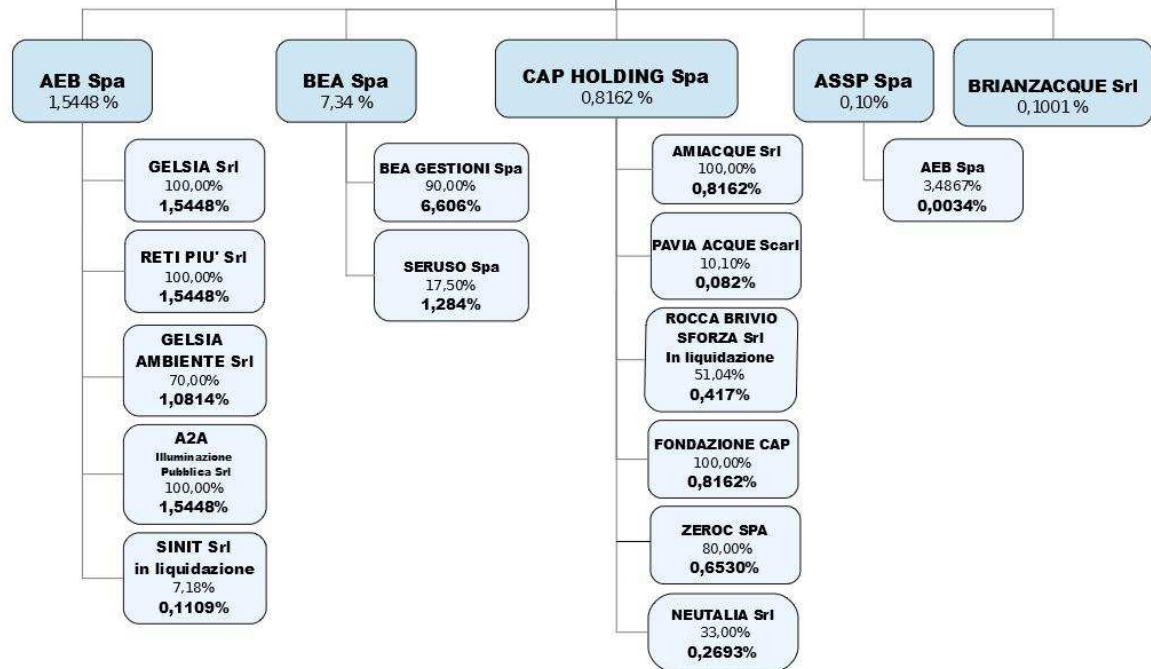 AEB Spa
1,5448 %
BEA Spa
7,34 %
CAP HOLDING Spa
0,8162 %
ASSP Spa
0,10%
BRIANZACQUE Srl
0,1001 %
GELSIA Srl
100,00%
1,5448%
RETI PIU' Srl
100,00%
1,5448%
GELSIA
AMBIENTE Srl
70,00%
1,0814%
A2A
Illuminazione
Pubblica Srl
100,00%
1,5448%
SINIT Srl
in liquidazione
7,18%
0,1109%
BEA GESTIONI Spa
90,00%
6,606%
SERUSO Spa
17,50%
1,284%
AMIACQUE Srl
100,00%
0,8162%
PAVIA ACQUE Scarl
10,10%
0,082%
ROCCA BRIVIO
SFORZA Srl
In liquidazione
51,04%
0,417%
FONDAZIONE CAP
100,00%
0,8162%
ZEROC SPA
80,00%
0,6530%
NEUTALIA Srl
33,00%
0,2693%
AEB Spa
3,4867%
0,0034%